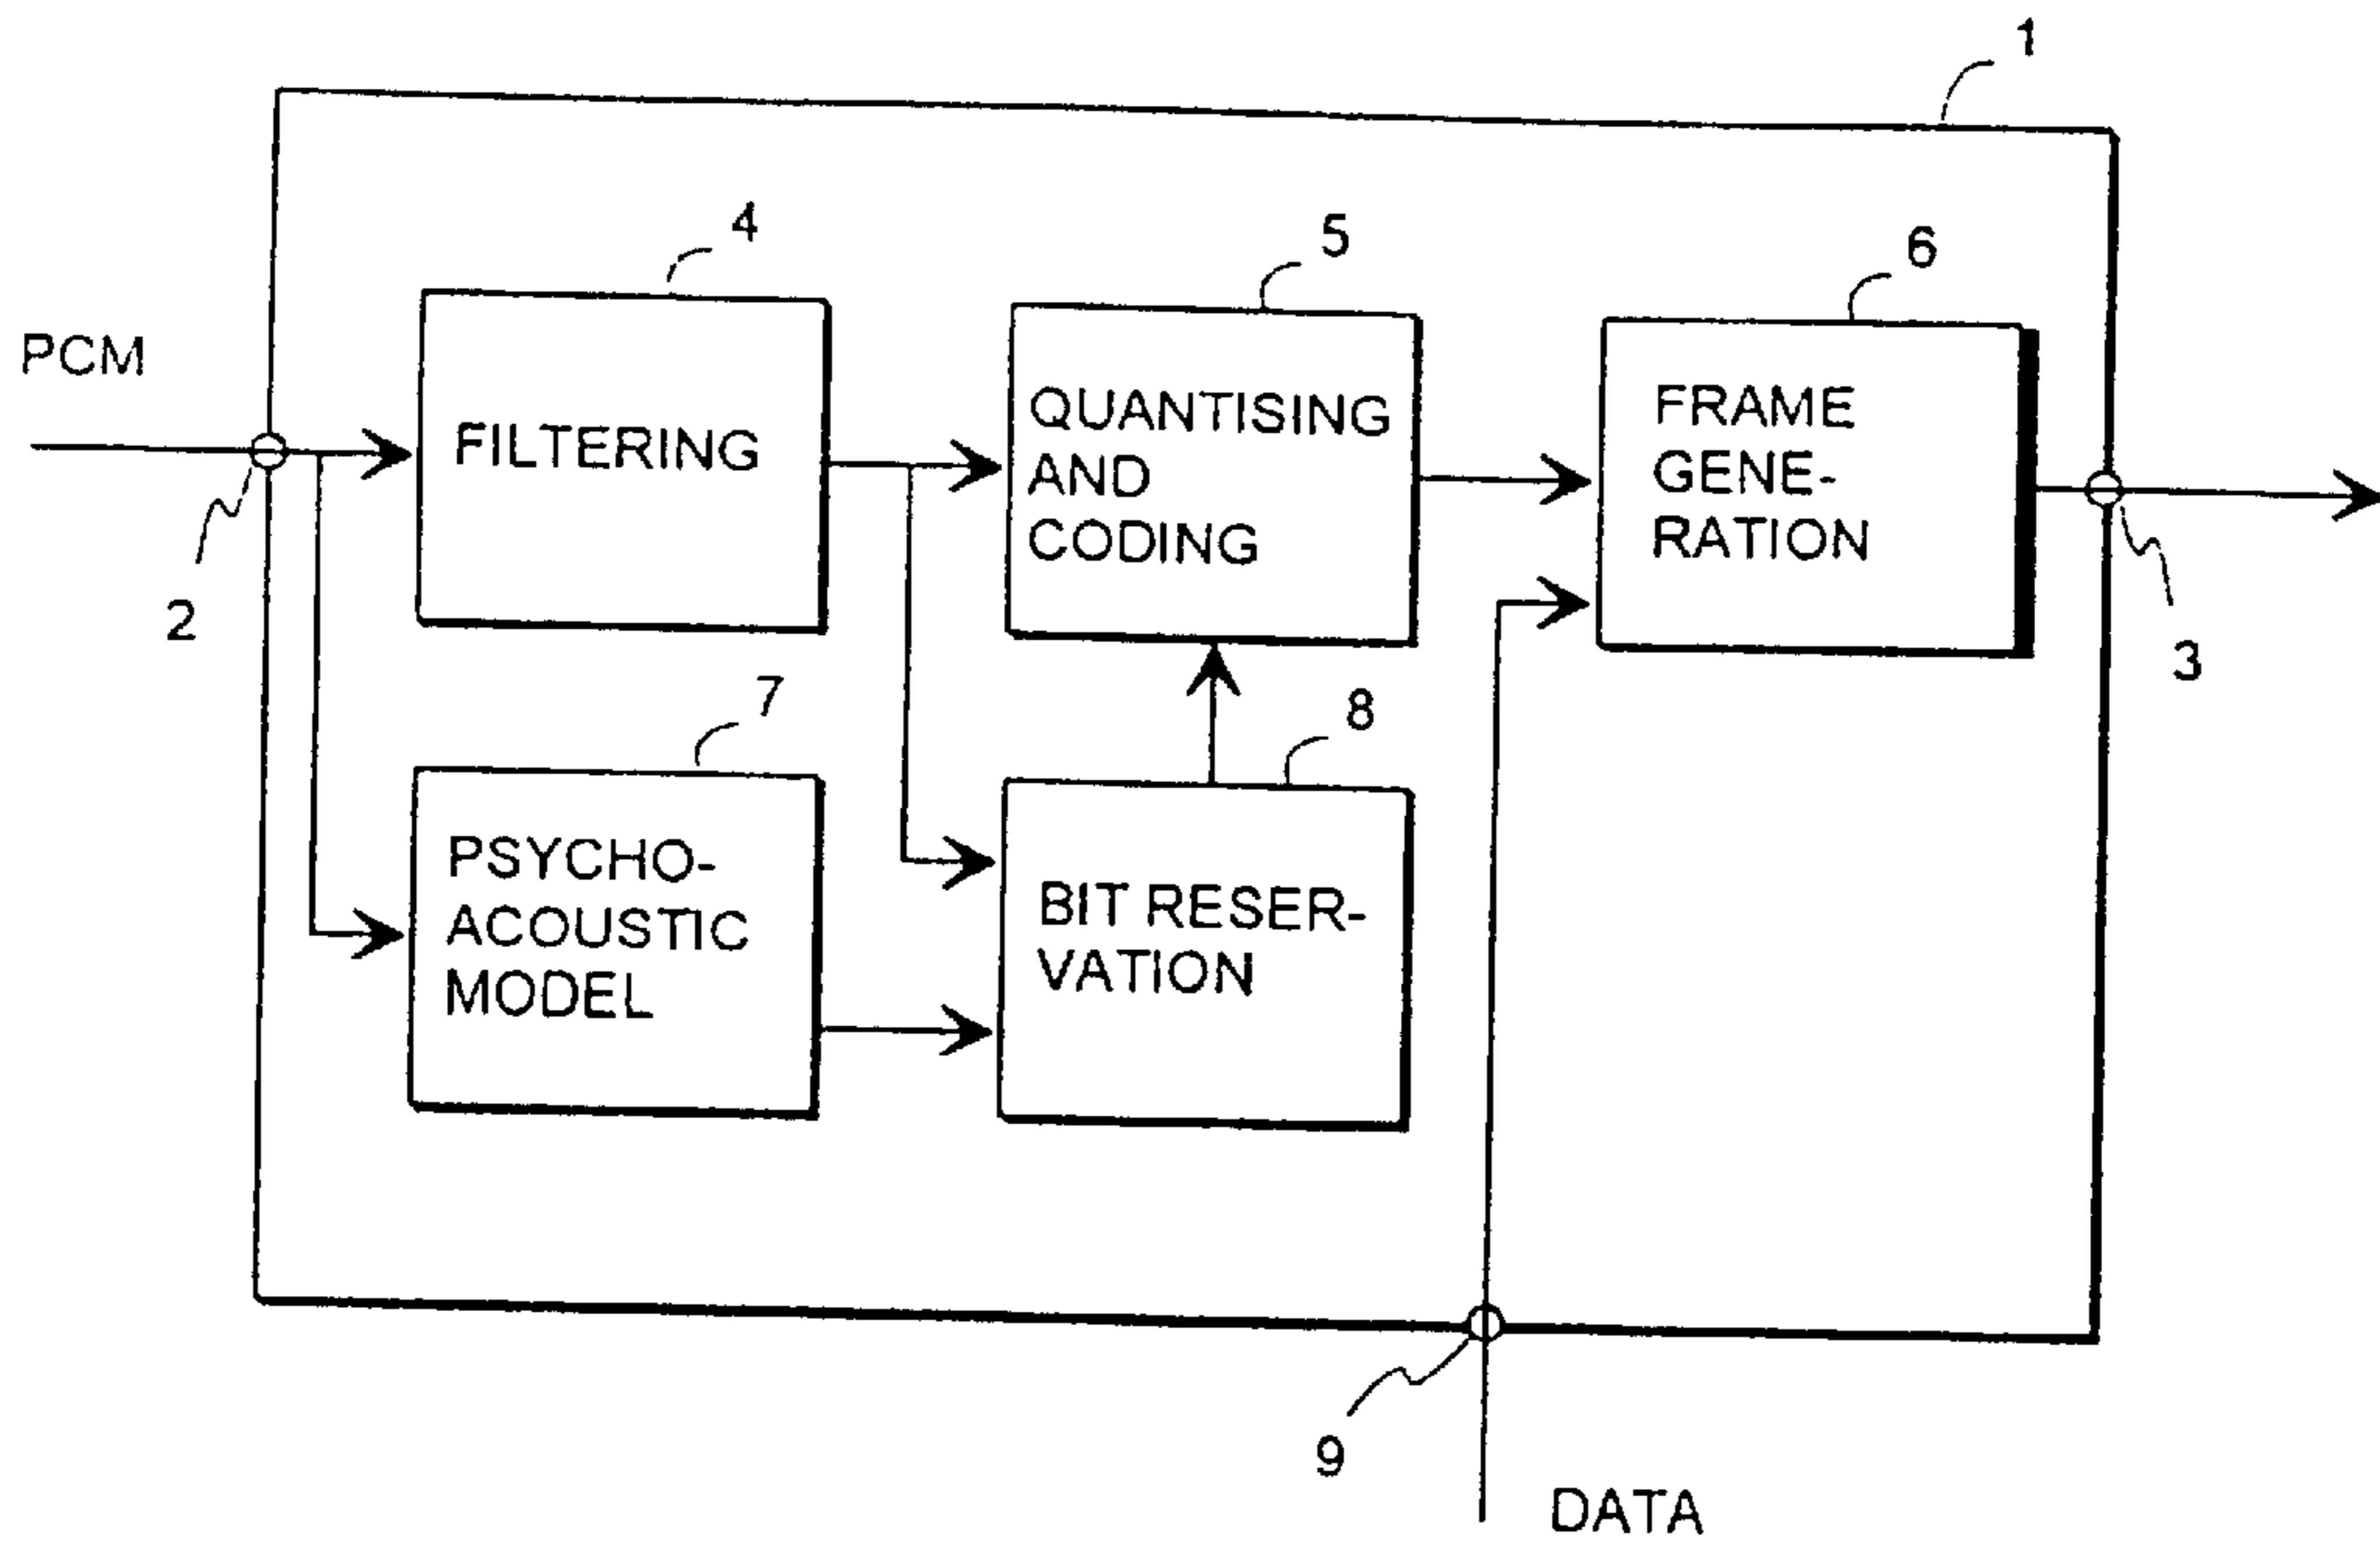 1
4
5
6
PCM
FILTERING
QUANTISING
AND
CODING
FRAME
GENE-
RATION
2
3
7
8
PSYCHO-
ACOUSTIC
MODEL
BIT RESER-
VATION
9
DATA